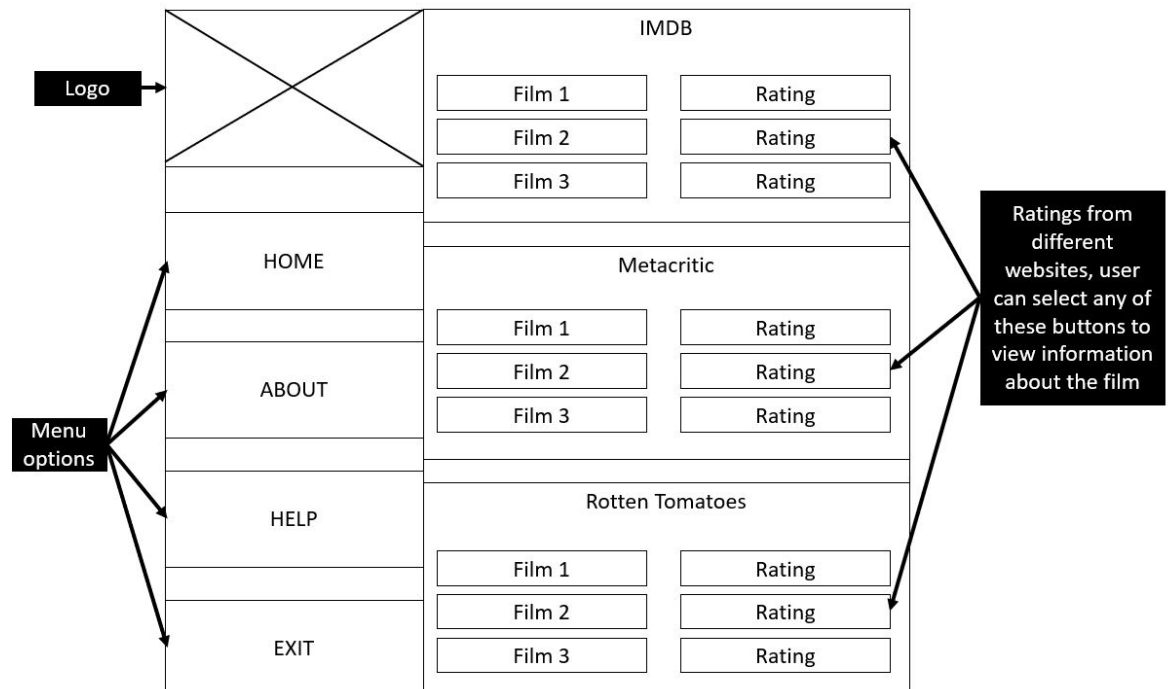 Logo
Menu
options
HOME
ABOUT
HELP
EXIT
IMDB
Film 1 Rating
Film 2 Rating
Film 3 Rating
Metacritic
Film 1 Rating
Film 2 Rating
Film 3 Rating
Rotten Tomatoes
Film 1 Rating
Film 2 Rating
Film 3 Rating
Ratings from
different
websites, user
can select any of
these buttons to
view information
about the film